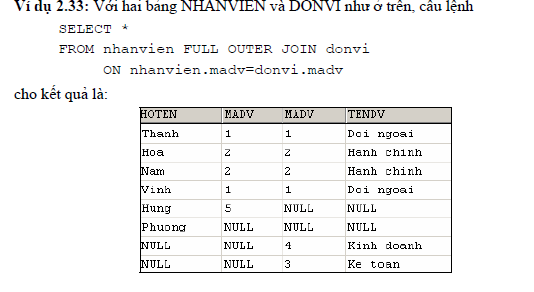 Ví dụ 2.33: Với hai bảng NHANVIEN và DONVI như ở trên, câu lệnh
SELECT *
FROM nhanvien FULL OUTER JOIN donvi
ON nhanvien.madv=donvi.madv
cho kết quả là:
HOTEN MADV MADV TENDV
Thanh 1 1 Doi ngoai
Hoa 2 2 Hanh chinh
Nam 2 2 Hanh chinh
Vinh 1 1 Doi ngoai
Hung 5 NULL NULL
Phuong NULL NULL NULL
NULL NULL 4 Kinh doanh
NULL NULL 3 Ke toan